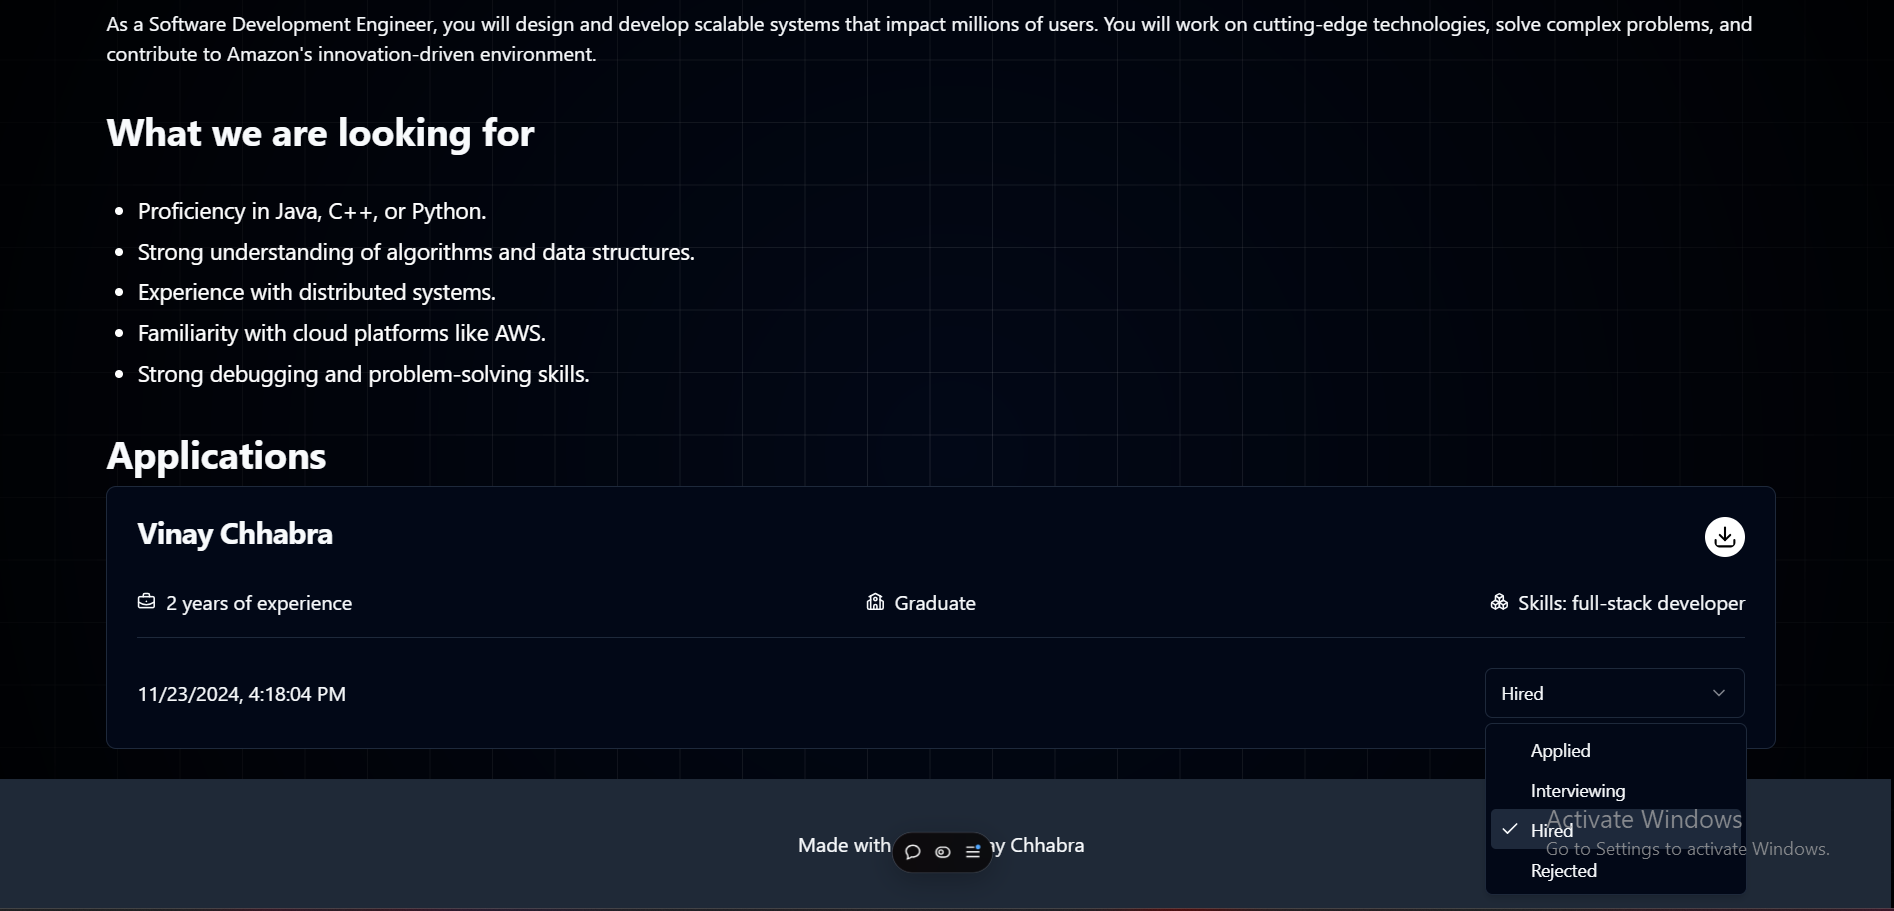 As a Software Development Engineer, you will design and develop scalable systems that impact millions of users. You will work on cutting-edge technologies, solve complex problems, and
contribute to Amazon's innovation-driven environment.
What we are looking for
• Proficiency in Java, C++, or Python.
• Strong understanding of algorithms and data structures.
• Experience with distributed systems.
• Familiarity with cloud platforms like AWS.
• Strong debugging and problem-solving skills.
Applications
Vinay Chhabra
2 years of experience
Graduate
Skills: full-stack developer
11/23/2024, 4:18:04 PM
Hired
Applied
Interviewing
Hired
Rejected
Activate Windows
Go to Settings to activate Windows.
Made with
y Chhabra